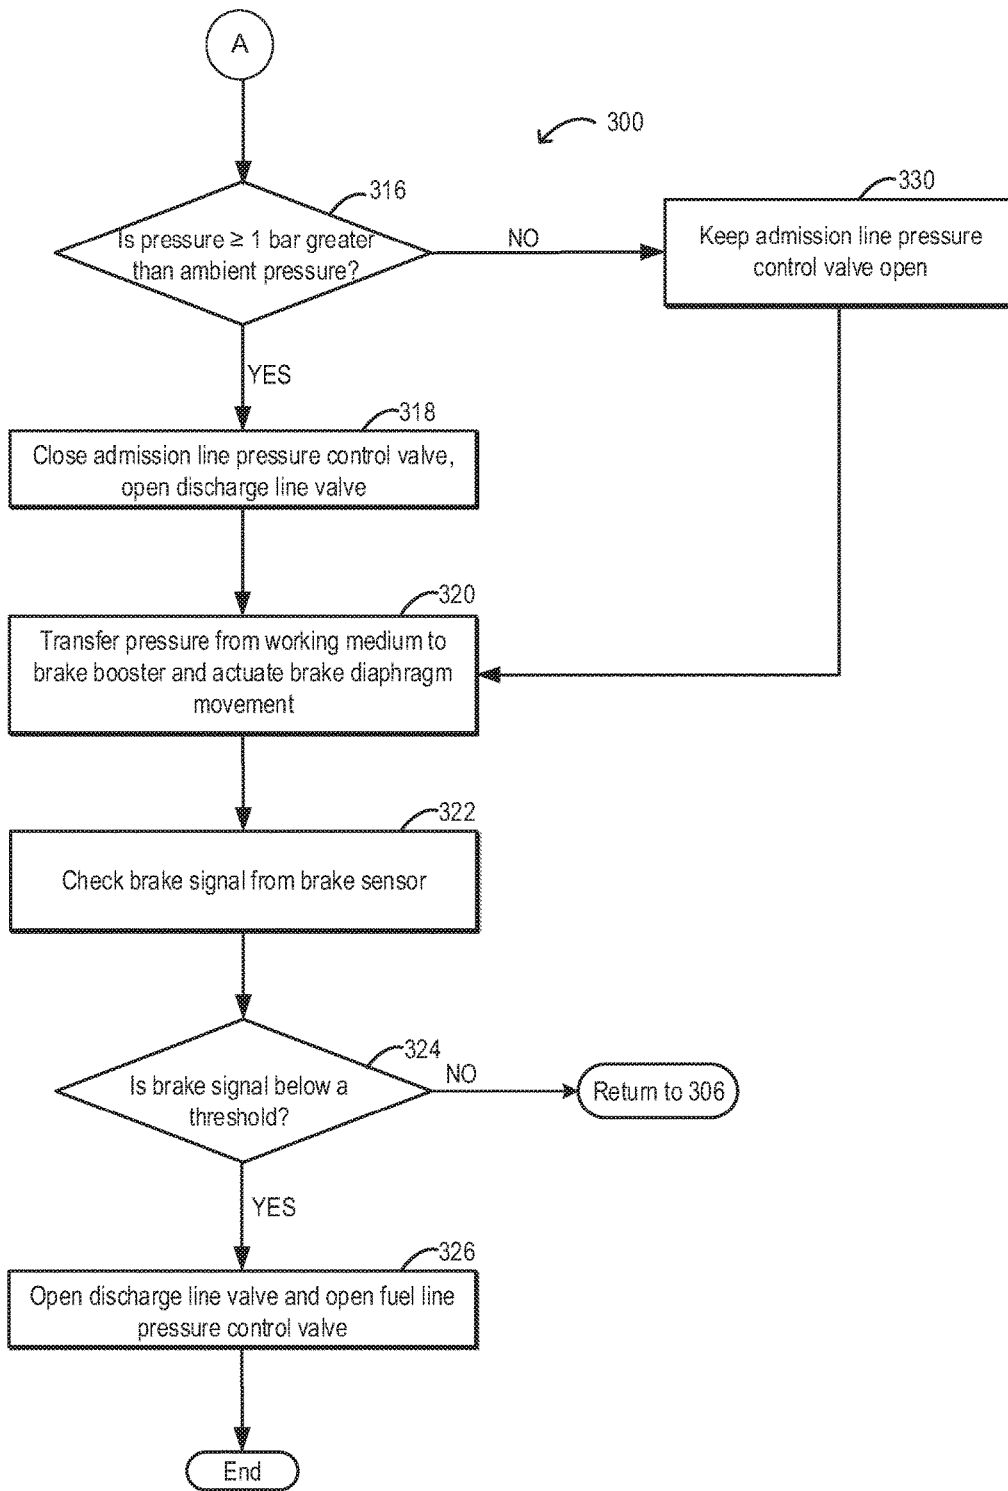 A
300
316
Is pressure ≥ 1 bar greater
than ambient pressure?
NO
330
Keep admission line pressure
control valve open
YES
318
Close admission line pressure control valve,
open discharge line valve
320
Transfer pressure from working medium to
brake booster and actuate brake diaphragm
movement
322
Check brake signal from brake sensor
324
Is brake signal below a
threshold?
NO
Return to 306
YES
326
Open discharge line valve and open fuel line
pressure control valve
End